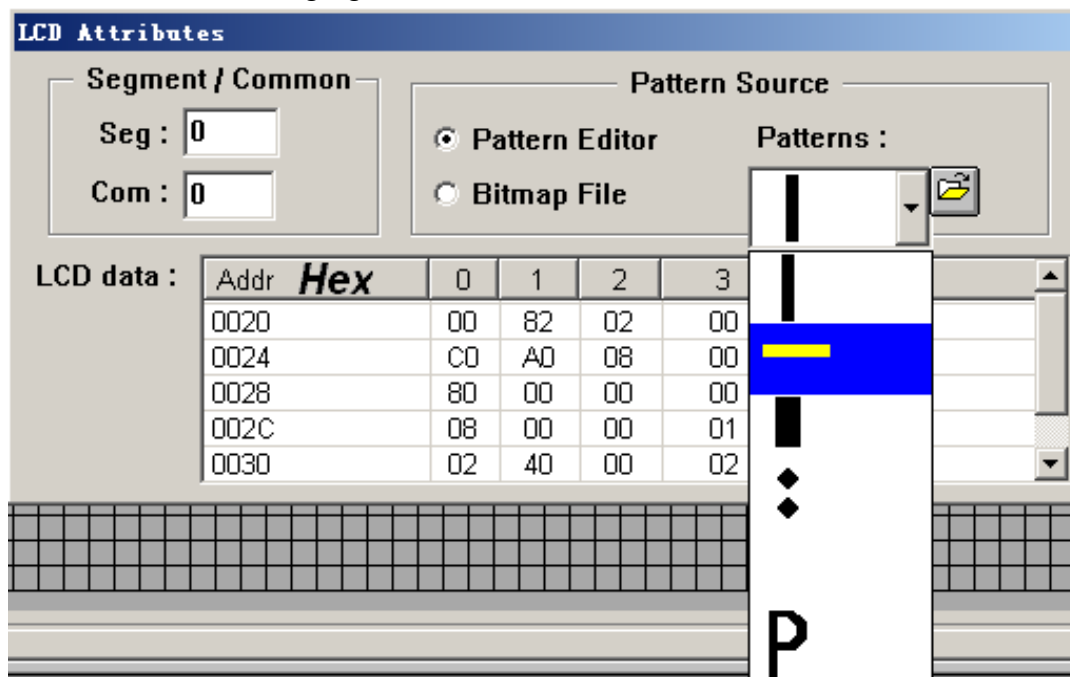 LCD Attributes
Segment / Common
Pattern Source
Seg : 0
Pattern Editor
Patterns :
Com : 0
Bitmap File
LCD data :
Addr Hex 0 1 2 3
0020 00 82 02 00
0024 C0 A0 08 00
0028 80 00 00 00
002C 08 00 00 01
0030 02 40 00 02
P